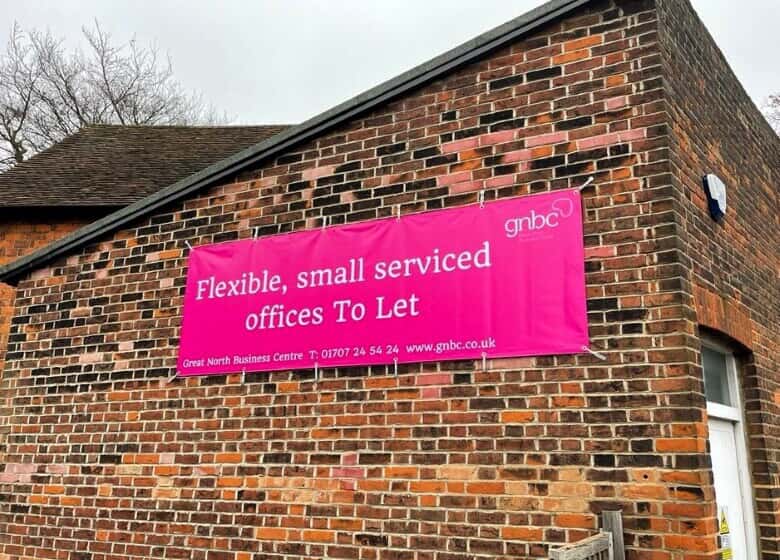 gnbc
Flexible, small serviced
offices To Let
Great North Business Centre T: 01707 24 54 24 www.gnbc.co.uk